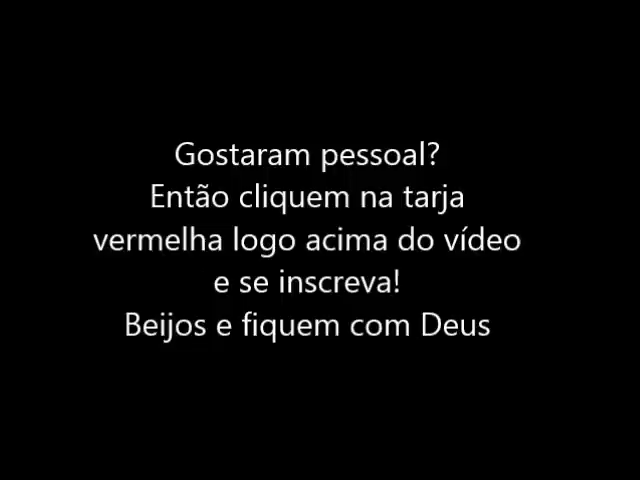 Gostaram pessoal?
Então cliquem na tarja
vermelha logo acima do vídeo
e se inscreva!
Beijos e fiquem com Deus